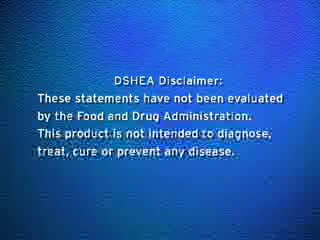 DSHEA Disclaimer:
These statements have not been evaluated
by the Food and Drug Administration.
This product is not intended to diagnose,
treat, cure or prevent any disease.